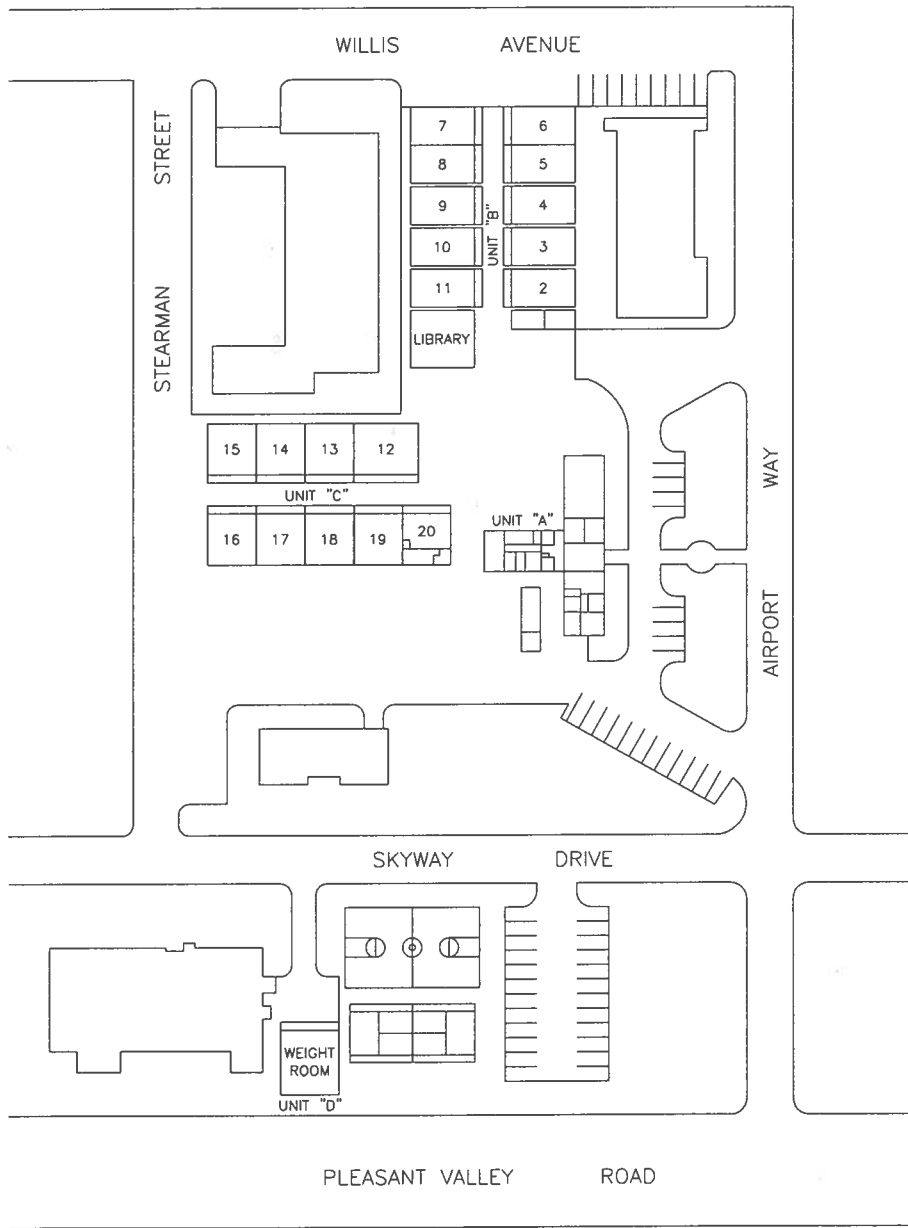 WILLIS AVENUE
STEARMAN STREET
7
6
8
5
9
4
UNIT "B"
10
3
11
2
LIBRARY
AIRPORT WAY
15
14
13
12
UNIT "C"
16
17
18
19
20
UNIT "A"
SKYWAY DRIVE
WEIGHT
ROOM
UNIT "D"
PLEASANT VALLEY ROAD